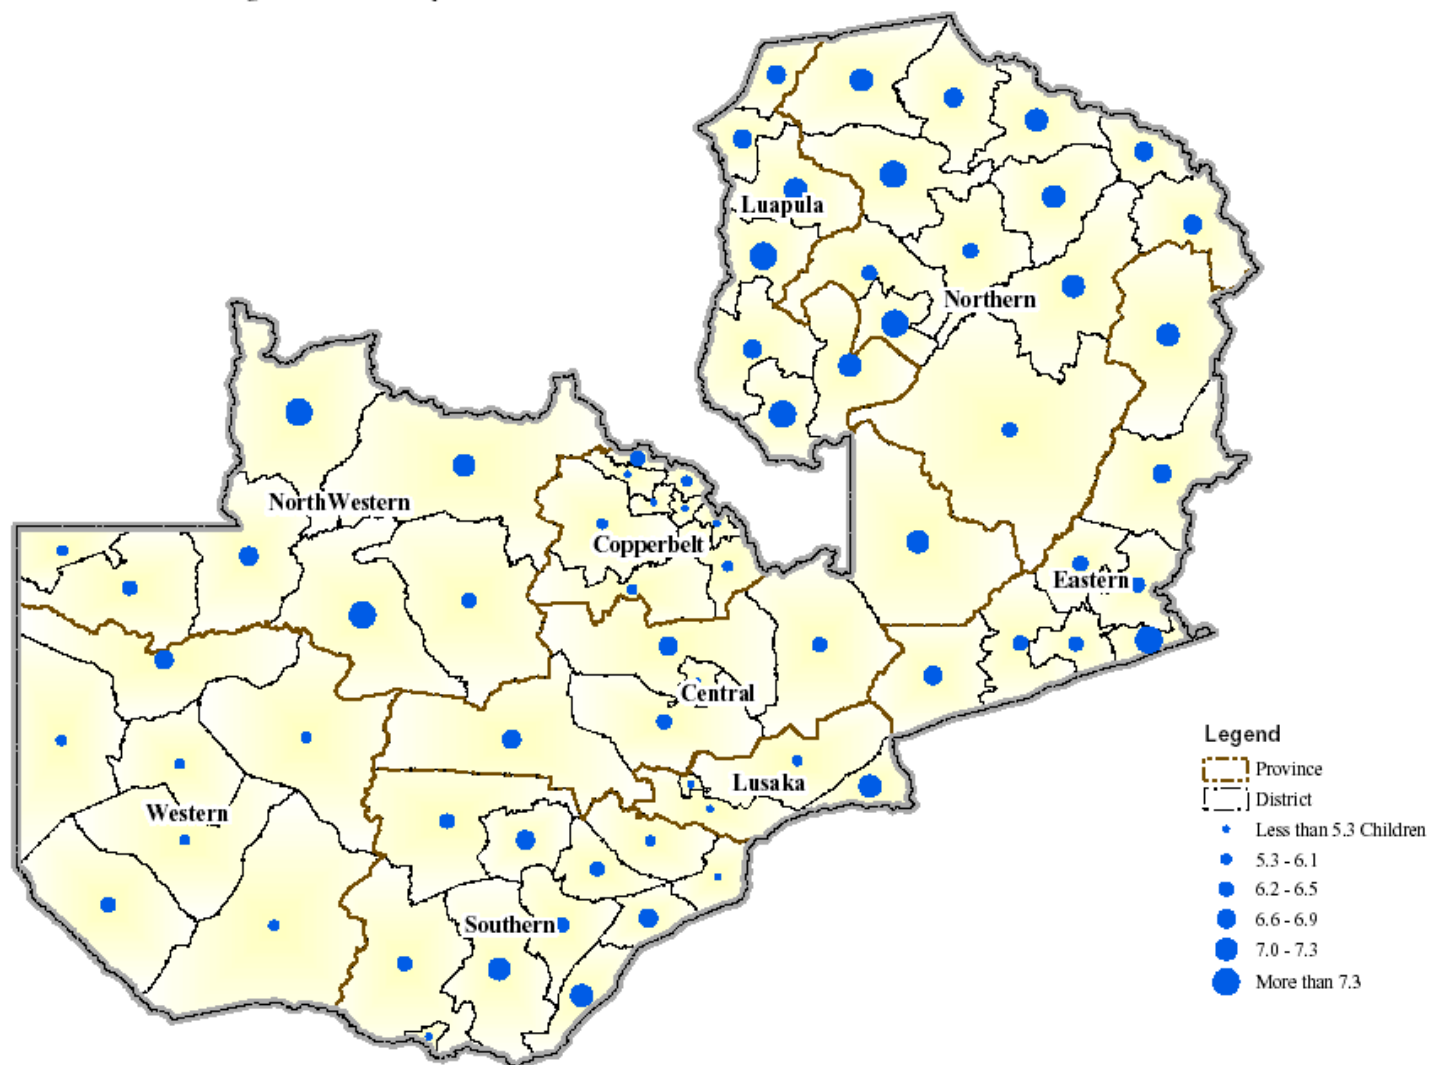 Luapula
Northern
NorthWestern
Copperbelt
Eastern
Central
Lusaka
Western
Southern
Legend
Province
District
Less than 5.3 Children
5.3 - 6.1
6.2 - 6.5
6.6 - 6.9
7.0 - 7.3
More than 7.3